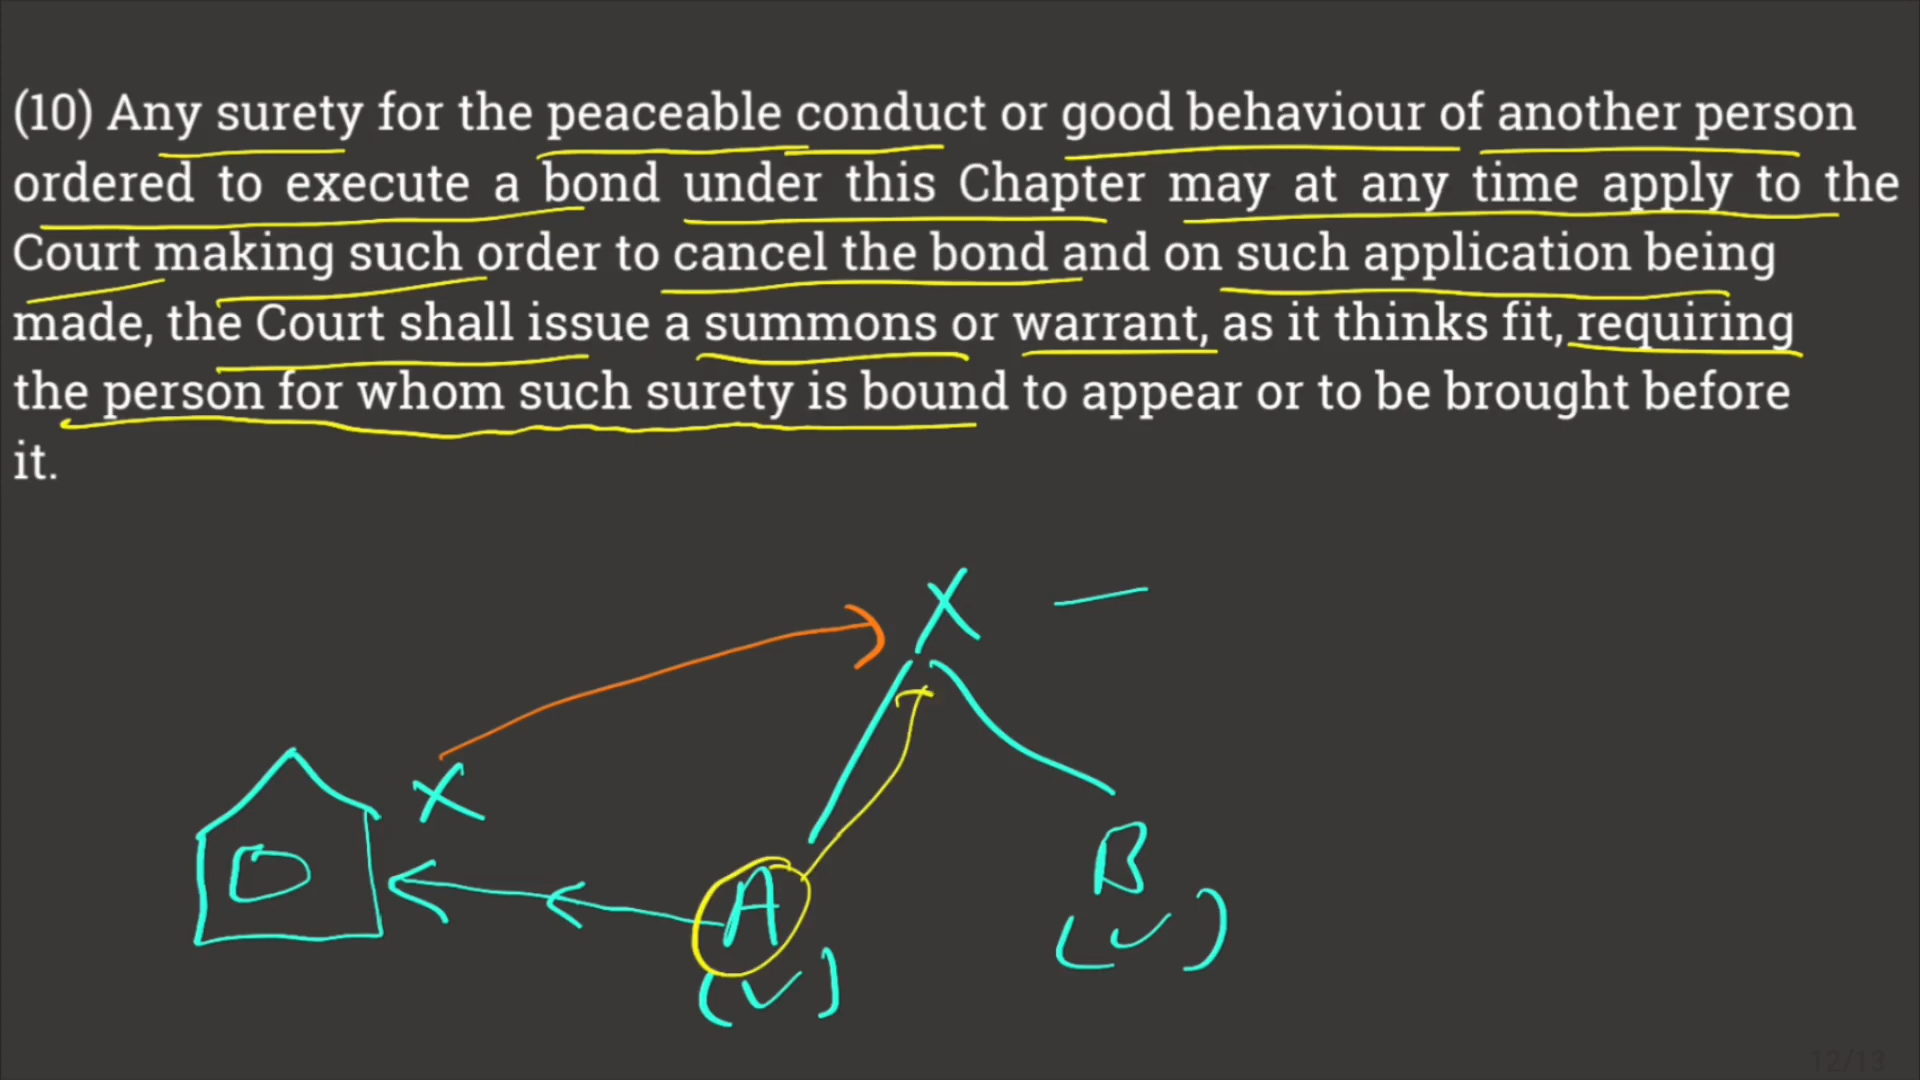 (10) Any surety for the peaceable conduct or good behaviour of another person
ordered to execute a bond under this Chapter may at any time apply to the
Court making such order to cancel the bond and on such application being
made, the Court shall issue a summons or warrant, as it thinks fit, requiring
the person for whom such surety is bound to appear or to be brought before
it.
X
X
A
B
12/13